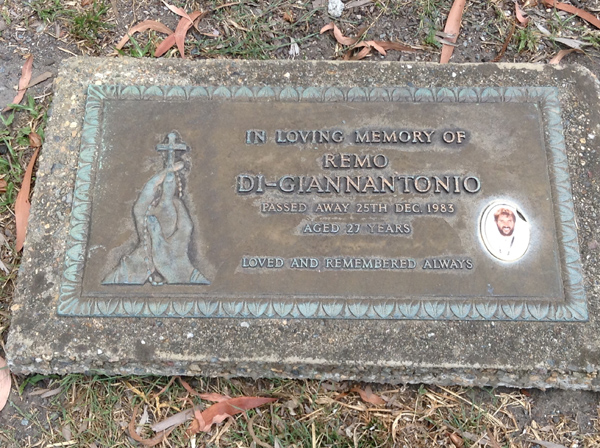 IN LOVING MEMORY OF
REMO
DI-GIANNANTONIO
PASSED AWAY 25TH DEC. 1983
AGED 27 YEARS
LOVED AND REMEMBERED ALWAYS